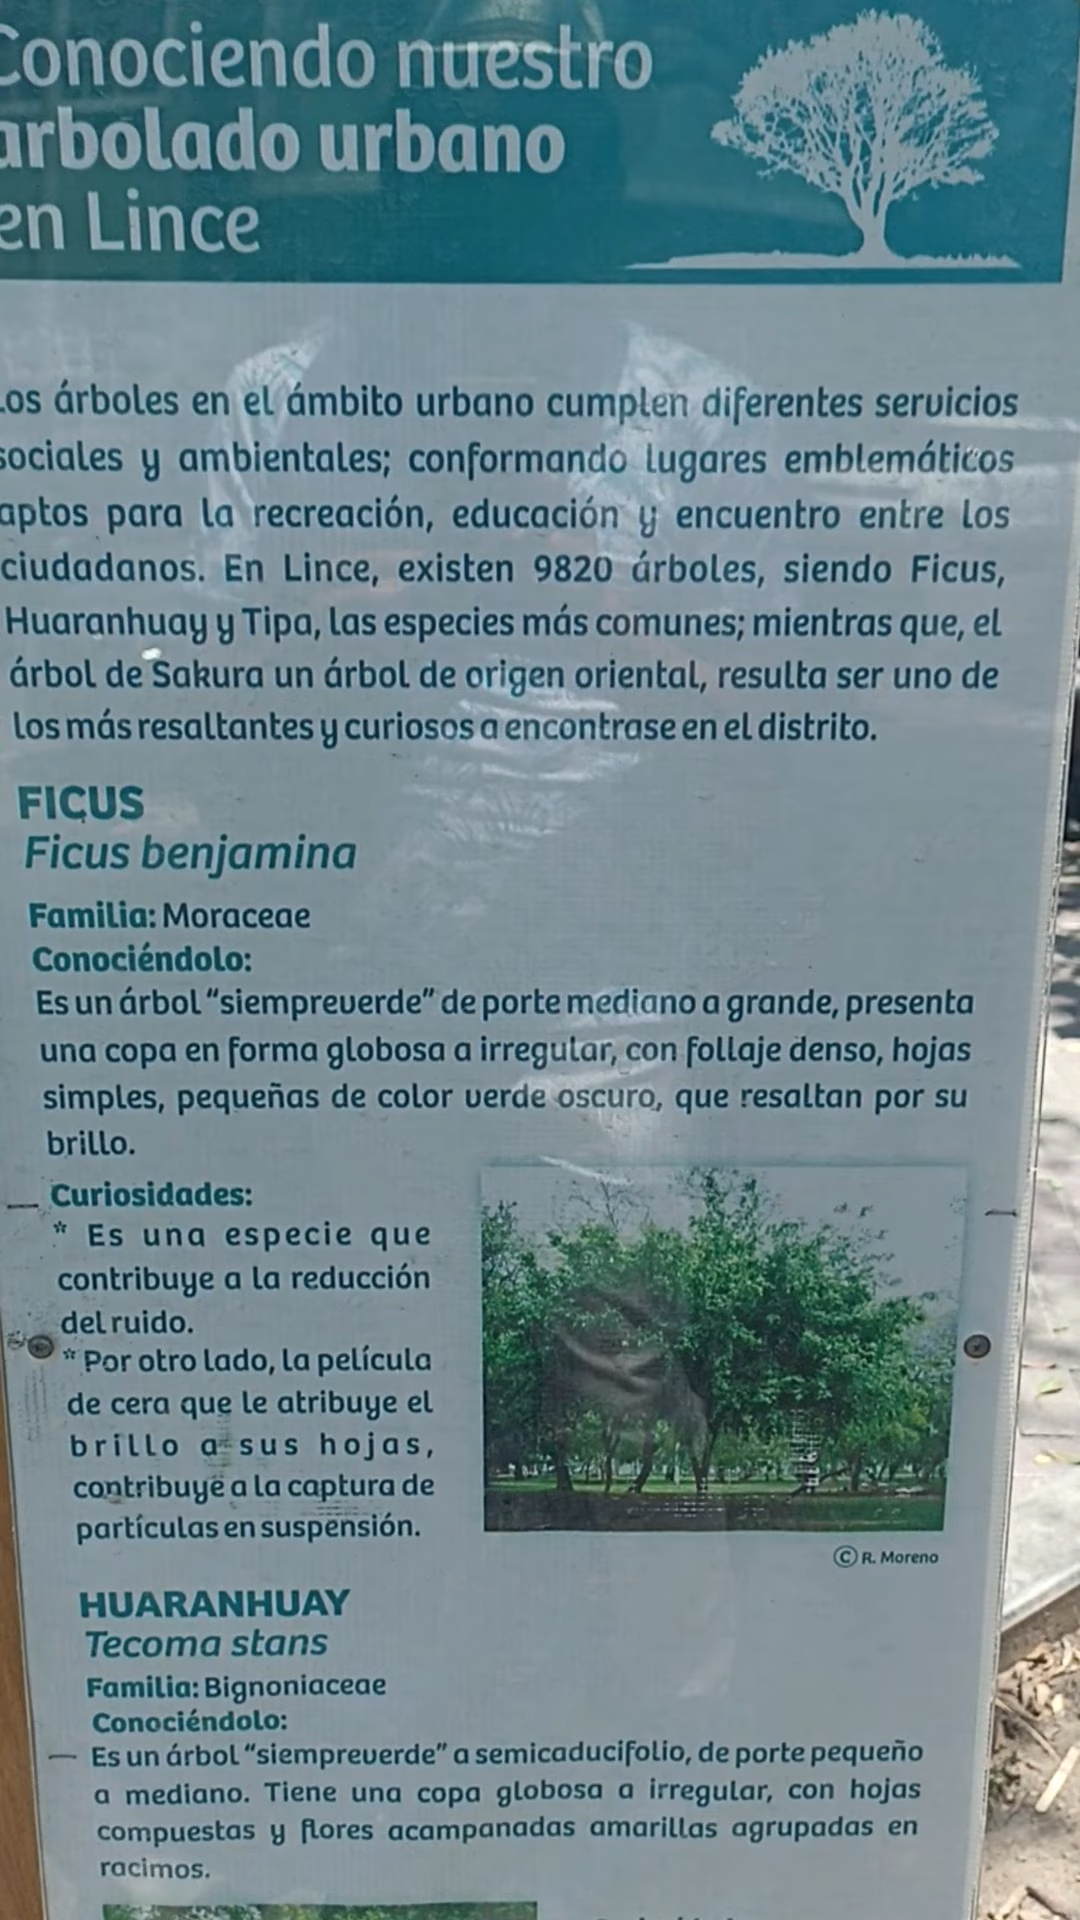 Conociendo nuestro
arbolado urbano
en Lince
Los árboles en el ámbito urbano cumplen diferentes servicios
sociales y ambientales; conformando lugares emblemáticos
aptos para la recreación, educación y encuentro entre los
ciudadanos. En Lince, existen 9820 árboles, siendo Ficus,
Huaranhuay y Tipa, las especies más comunes; mientras que, el
árbol de Sakura un árbol de origen oriental, resulta ser uno de
los más resaltantes y curiosos a encontrase en el distrito.
FICUS
Ficus benjamina
Familia: Moraceae
Conociéndolo:
Es un árbol “siempreverde” de porte mediano a grande, presenta
una copa en forma globosa a irregular, con follaje denso, hojas
simples, pequeñas de color verde oscuro, que resaltan por su
brillo.
Curiosidades:
* Es una especie que
contribuye a la reducción
del ruido.
* Por otro lado, la película
de cera que le atribuye el
brillo a sus hojas,
contribuye a la captura de
partículas en suspensión.
© R. Moreno
HUARANHUAY
Tecoma stans
Familia: Bignoniaceae
Conociéndolo:
Es un árbol “siempreverde” a semicaducifolio, de porte pequeño
a mediano. Tiene una copa globosa a irregular, con hojas
compuestas y flores acampanadas amarillas agrupadas en
racimos.